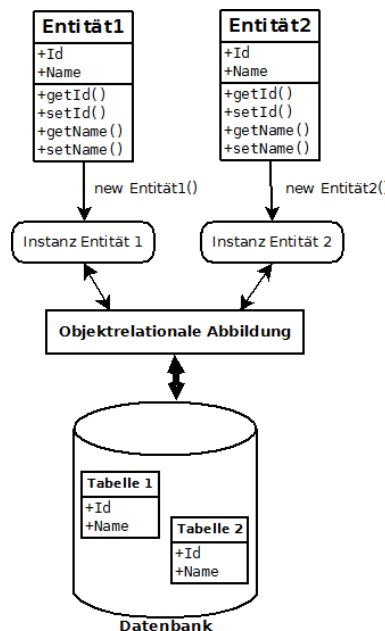 Entität1
+Id
+Name
+getId()
+setId()
+getName()
+setName()
Entität2
+Id
+Name
+getId()
+setId()
+getName()
+setName()
new Entität1()
new Entität2()
Instanz Entität 1
Instanz Entität 2
Objektrelationale Abbildung
Tabelle 1
+Id
+Name
Tabelle 2
+Id
+Name
Datenbank